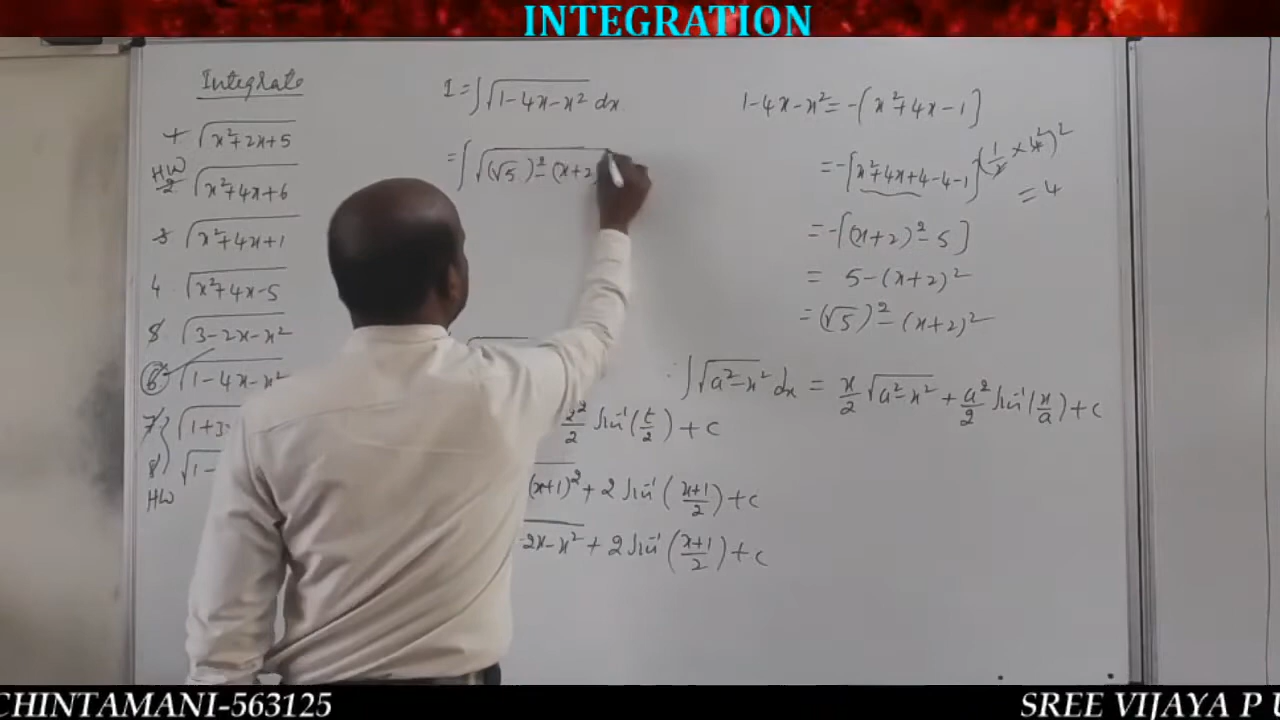 INTEGRATION
Integrate
1 √x²+2x+5
HW
2 √x²+4x+6
3 √x²+4x+1
4 √x²+4x-5
5 √3-2x-x²
6 √1-4x-x²
7 √1+3
8 √1-
HW
I = ∫√1-4x-x² dx
= ∫√(√5)²-(x+2)
2²/2 sin⁻¹(t/2) + c
(x+1)² + 2 sin⁻¹(x+1/2) + c
-2x-x² + 2 sin⁻¹(x+1/2) + c
1-4x-x² = -[x²+4x-1]
= -[x²+4x+4-4-1] (1/2 × 4)²
= 4
= -[(x+2)²-5]
= 5-(x+2)²
= (√5)²-(x+2)²
∴ ∫√a²-x² dx = x/2 √a²-x² + a²/2 sin⁻¹(x/a) + c
CHINTAMANI-563125
SREE VIJAYA P U